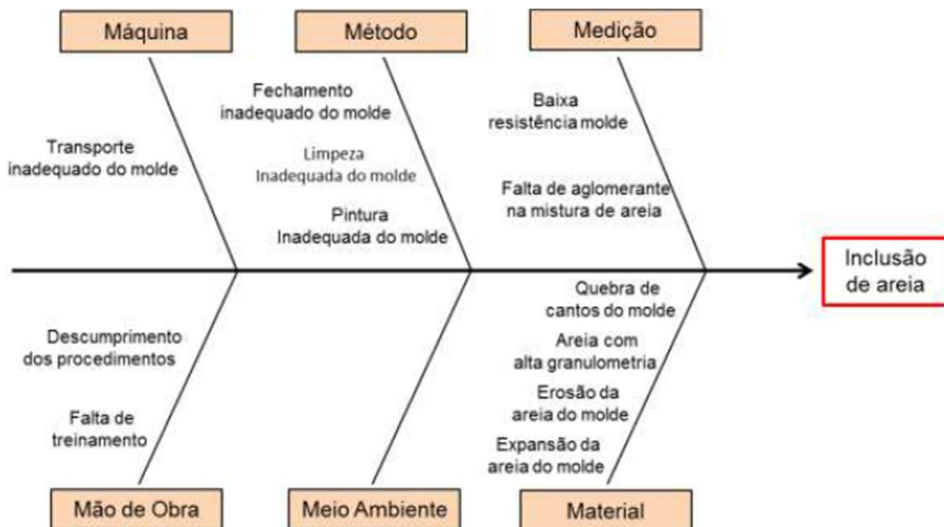 Máquina
Método
Medição
Fechamento
inadequado do molde
Baixa
resistência molde
Transporte
inadequado do molde
Limpeza
Inadequada do molde
Falta de aglomerante
na mistura de areia
Pintura
Inadequada do molde
Inclusão
de areia
Quebra de
cantos do molde
Descumprimento
dos procedimentos
Areia com
alta granulometria
Erosão da
areia do molde
Falta de
treinamento
Expansão da
areia do molde
Mão de Obra
Meio Ambiente
Material